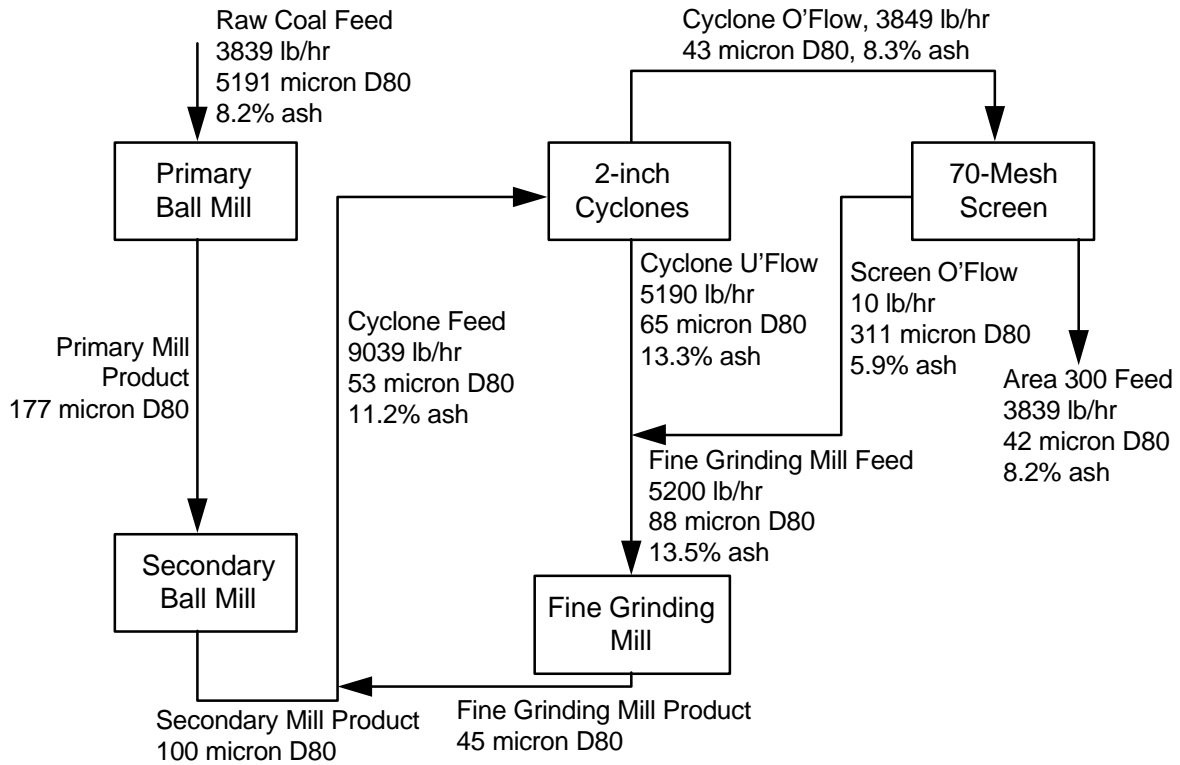 Raw Coal Feed
3839 lb/hr
5191 micron D80
8.2% ash
Cyclone O’Flow, 3849 lb/hr
43 micron D80, 8.3% ash
Primary
Ball Mill
2-inch
Cyclones
70-Mesh
Screen
Cyclone U’Flow
5190 lb/hr
65 micron D80
13.3% ash
Screen O’Flow
10 lb/hr
311 micron D80
5.9% ash
Cyclone Feed
9039 lb/hr
53 micron D80
11.2% ash
Primary Mill
Product
177 micron D80
Area 300 Feed
3839 lb/hr
42 micron D80
8.2% ash
Fine Grinding Mill Feed
5200 lb/hr
88 micron D80
13.5% ash
Secondary
Ball Mill
Fine Grinding
Mill
Secondary Mill Product
100 micron D80
Fine Grinding Mill Product
45 micron D80